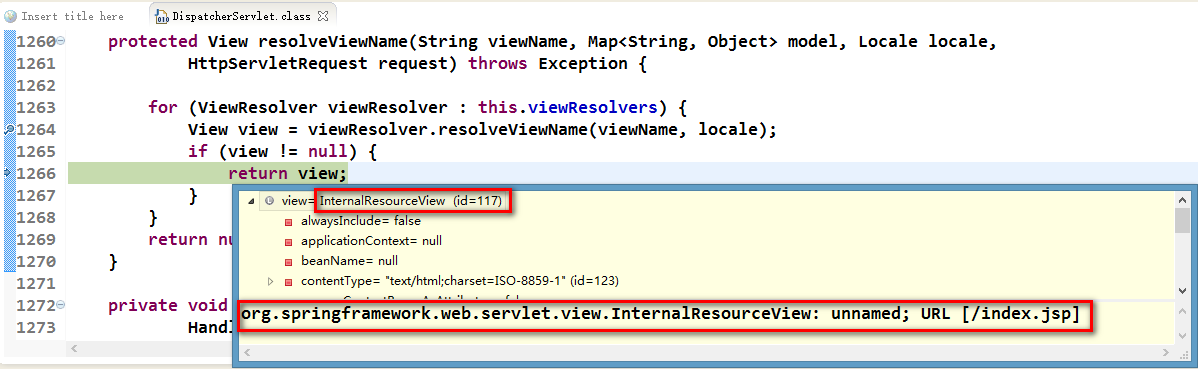 Insert title here DispatcherServlet.class
1260 protected View resolveViewName(String viewName, Map<String, Object> model, Locale locale,
1261 HttpServletRequest request) throws Exception {
1262
1263 for (ViewResolver viewResolver : this.viewResolvers) {
1264 View view = viewResolver.resolveViewName(viewName, locale);
1265 if (view != null) {
1266 return view;
1267 }
1268 }
1269 return nu
1270 }
1271
1272 private void
1273 Handl
view= InternalResourceView (id=117)
alwaysInclude= false
applicationContext= null
beanName= null
contentType= "text/html;charset=ISO-8859-1" (id=123)
org.springframework.web.servlet.view.InternalResourceView: unnamed; URL [/index.jsp]